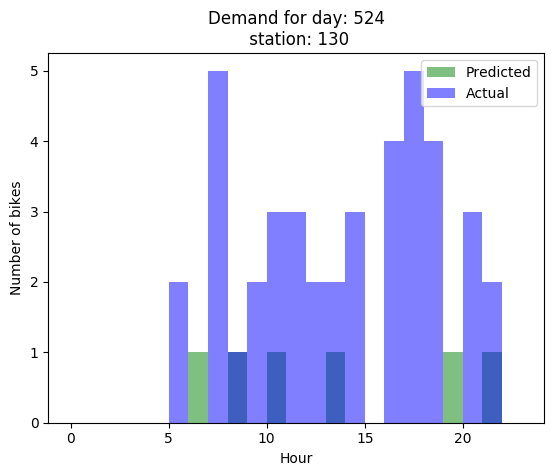 Demand for day: 524
station: 130
Predicted
Actual
Number of bikes
5
4
3
2
1
0
0
5
10
15
20
Hour